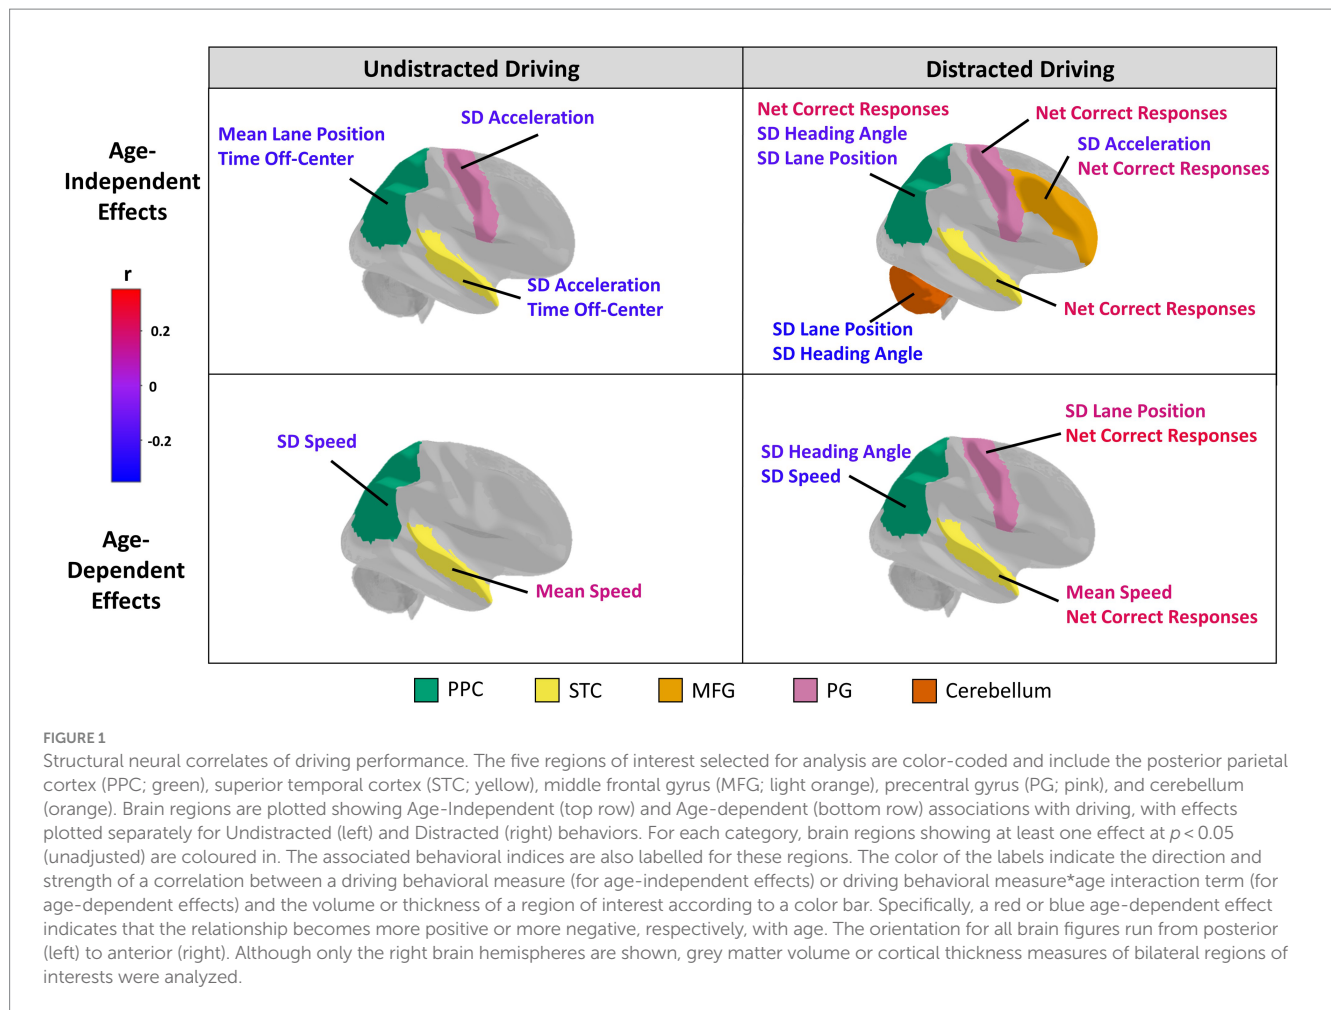 Undistracted Driving
Distracted Driving
Age-
Independent
Effects
Mean Lane Position
Time Off-Center
SD Acceleration
SD Acceleration
Time Off-Center
Net Correct Responses
SD Heading Angle
SD Lane Position
Net Correct Responses
SD Acceleration
Net Correct Responses
Net Correct Responses
SD Lane Position
SD Heading Angle
r
0.2
0
-0.2
Age-
Dependent
Effects
SD Speed
Mean Speed
SD Heading Angle
SD Speed
SD Lane Position
Net Correct Responses
Mean Speed
Net Correct Responses
PPC
STC
MFG
PG
Cerebellum
FIGURE 1
Structural neural correlates of driving performance. The five regions of interest selected for analysis are color-coded and include the posterior parietal
cortex (PPC; green), superior temporal cortex (STC; yellow), middle frontal gyrus (MFG; light orange), precentral gyrus (PG; pink), and cerebellum
(orange). Brain regions are plotted showing Age-Independent (top row) and Age-dependent (bottom row) associations with driving, with effects
plotted separately for Undistracted (left) and Distracted (right) behaviors. For each category, brain regions showing at least one effect at p < 0.05
(unadjusted) are coloured in. The associated behavioral indices are also labelled for these regions. The color of the labels indicate the direction and
strength of a correlation between a driving behavioral measure (for age-independent effects) or driving behavioral measure*age interaction term (for
age-dependent effects) and the volume or thickness of a region of interest according to a color bar. Specifically, a red or blue age-dependent effect
indicates that the relationship becomes more positive or more negative, respectively, with age. The orientation for all brain figures run from posterior
(left) to anterior (right). Although only the right brain hemispheres are shown, grey matter volume or cortical thickness measures of bilateral regions of
interests were analyzed.